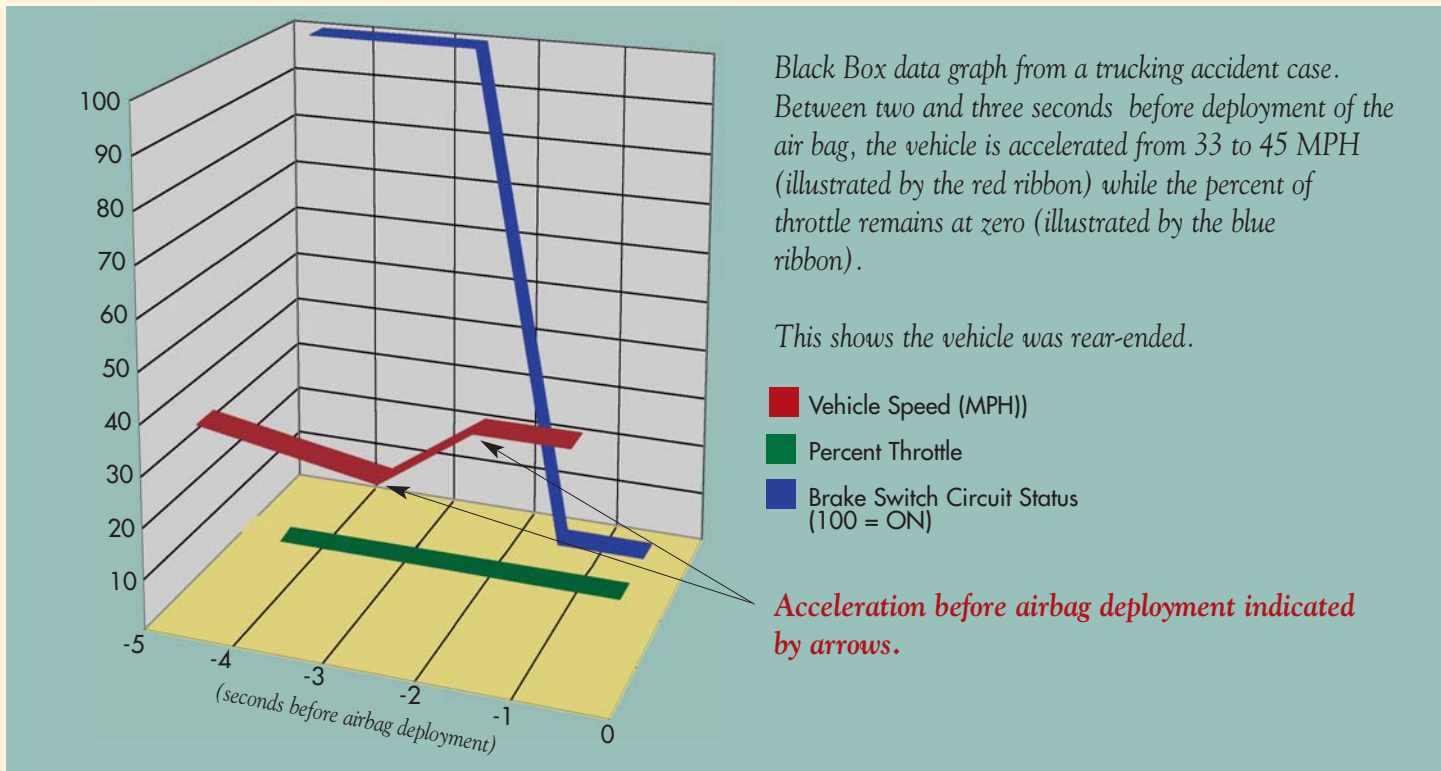 Black Box data graph from a trucking accident case.
Between two and three seconds before deployment of the
air bag, the vehicle is accelerated from 33 to 45 MPH
(illustrated by the red ribbon) while the percent of
throttle remains at zero (illustrated by the blue
ribbon).
This shows the vehicle was rear-ended.
Vehicle Speed (MPH))
Percent Throttle
Brake Switch Circuit Status
(100 = ON)
Acceleration before airbag deployment indicated
by arrows.
100
90
80
70
60
50
40
30
20
10
-5
-4
-3
-2
-1
0
(seconds before airbag deployment)